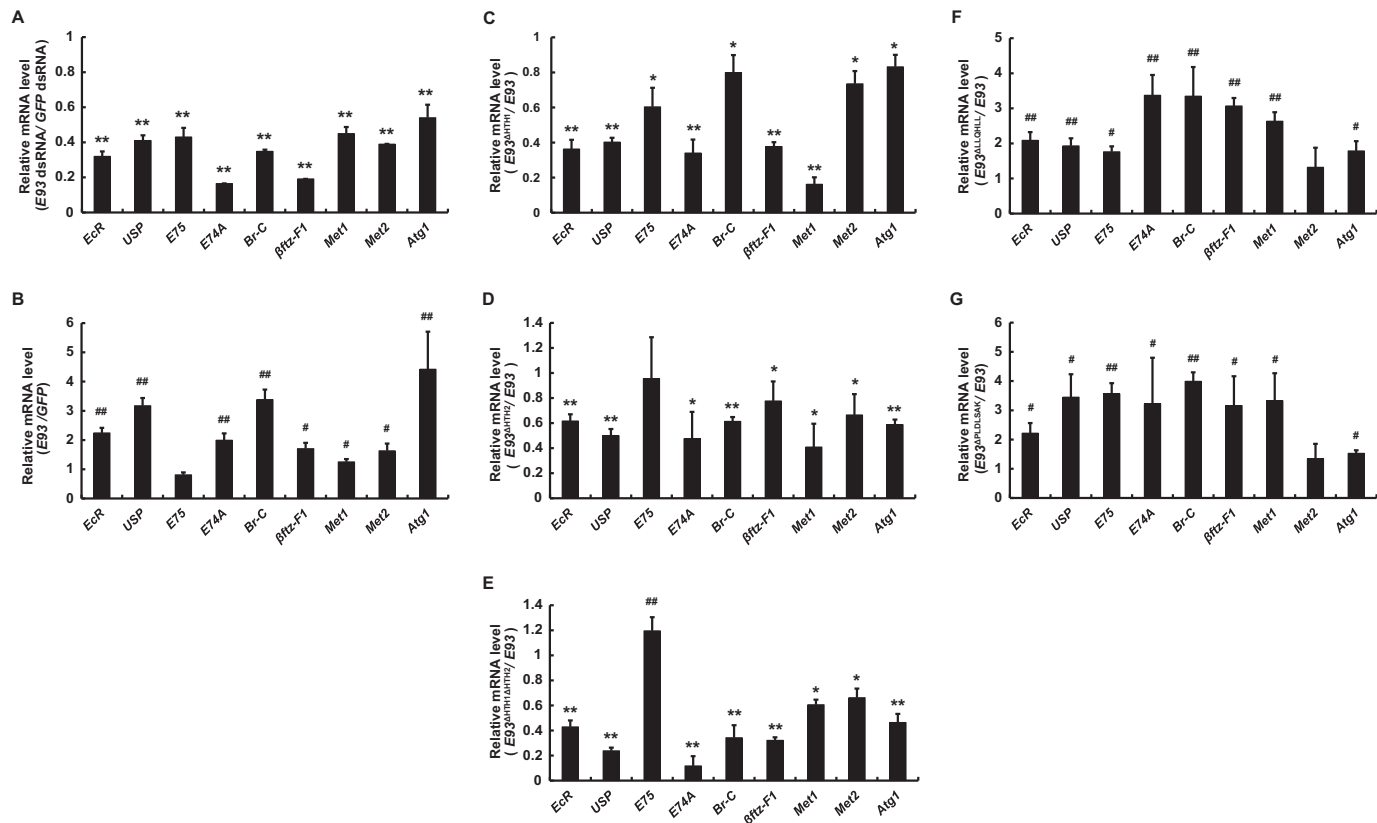 A
Relative mRNA level
(E93 dsRNA/ GFP dsRNA)
1
0.8
0.6
0.4
0.2
0
** ** ** ** ** ** ** ** **
EcR USP E75 E74A Br-C βftz-F1 Met1 Met2 Atg1
B
Relative mRNA level
(E93 /GFP)
6
5
4
3
2
1
0
## ## ## ## # # # ##
EcR USP E75 E74A Br-C βftz-F1 Met1 Met2 Atg1
C
Relative mRNA level
( E93ΔHTH1/ E93 )
1
0.8
0.6
0.4
0.2
0
** ** * ** * ** ** * *
EcR USP E75 E74A Br-C βftz-F1 Met1 Met2 Atg1
D
Relative mRNA level
( E93ΔHTH2/ E93 )
1.4
1.2
1
0.8
0.6
0.4
0.2
0
** ** * ** * * * **
EcR USP E75 E74A Br-C βftz-F1 Met1 Met2 Atg1
E
Relative mRNA level
( E93ΔHTH1ΔHTH2/ E93 )
1.4
1.2
1
0.8
0.6
0.4
0.2
0
** ** ## ** ** ** * * **
EcR USP E75 E74A Br-C βftz-F1 Met1 Met2 Atg1
F
Relative mRNA level
( E93ΔLLQHLL/ E93 )
5
4
3
2
1
0
## ## # ## ## ## ## #
EcR USP E75 E74A Br-C βftz-F1 Met1 Met2 Atg1
G
Relative mRNA level
(E93ΔPLDLSAK/ E93)
6
5
4
3
2
1
0
# # ## # ## # # #
EcR USP E75 E74A Br-C βftz-F1 Met1 Met2 Atg1